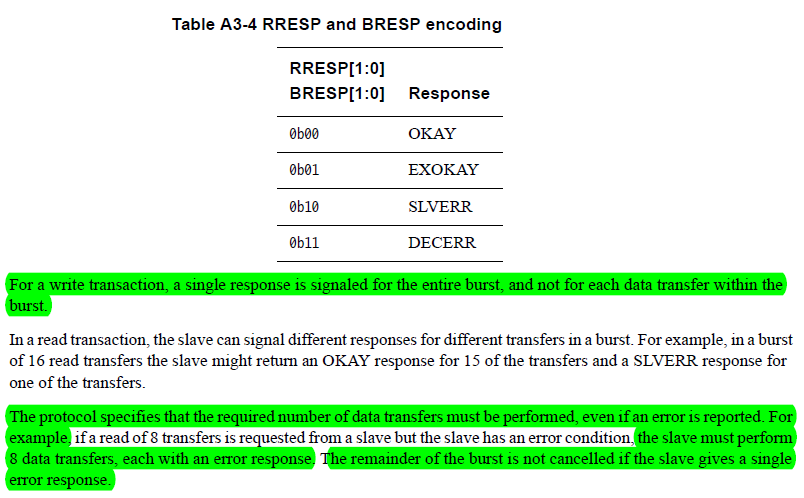 Table A3-4 RRESP and BRESP encoding
RRESP[1:0]
BRESP[1:0] Response
0b00 OKAY
0b01 EXOKAY
0b10 SLVERR
0b11 DECERR
For a write transaction, a single response is signaled for the entire burst, and not for each data transfer within the
burst.
In a read transaction, the slave can signal different responses for different transfers in a burst. For example, in a burst
of 16 read transfers the slave might return an OKAY response for 15 of the transfers and a SLVERR response for
one of the transfers.
The protocol specifies that the required number of data transfers must be performed, even if an error is reported. For
example, if a read of 8 transfers is requested from a slave but the slave has an error condition, the slave must perform
8 data transfers, each with an error response. The remainder of the burst is not cancelled if the slave gives a single
error response.